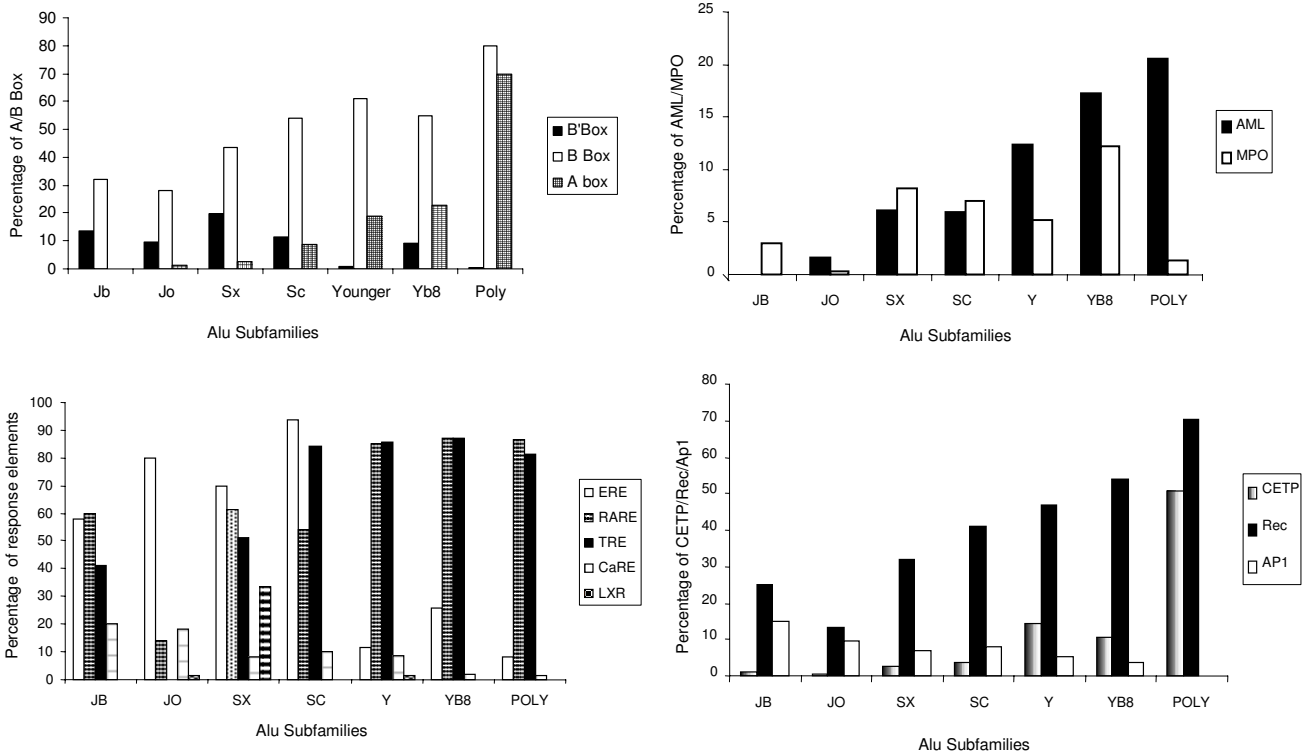 Percentage of A/B Box
90
80
70
60
50
40
30
20
10
0
Jb Jo Sx Sc Younger Yb8 Poly
Alu Subfamilies
B'Box
B Box
A box
Percentage of AML/MPO
25
20
15
10
5
0
JB JO SX SC Y YB8 POLY
Alu Subfamilies
AML
MPO
Percentage of response elements
100
90
80
70
60
50
40
30
20
10
0
JB JO SX SC Y YB8 POLY
Alu Subfamilies
ERE
RARE
TRE
CaRE
LXR
Percentage of CETP/Rec/Ap1
80
70
60
50
40
30
20
10
0
JB JO SX SC Y YB8 POLY
Alu Subfamilies
CETP
Rec
AP1